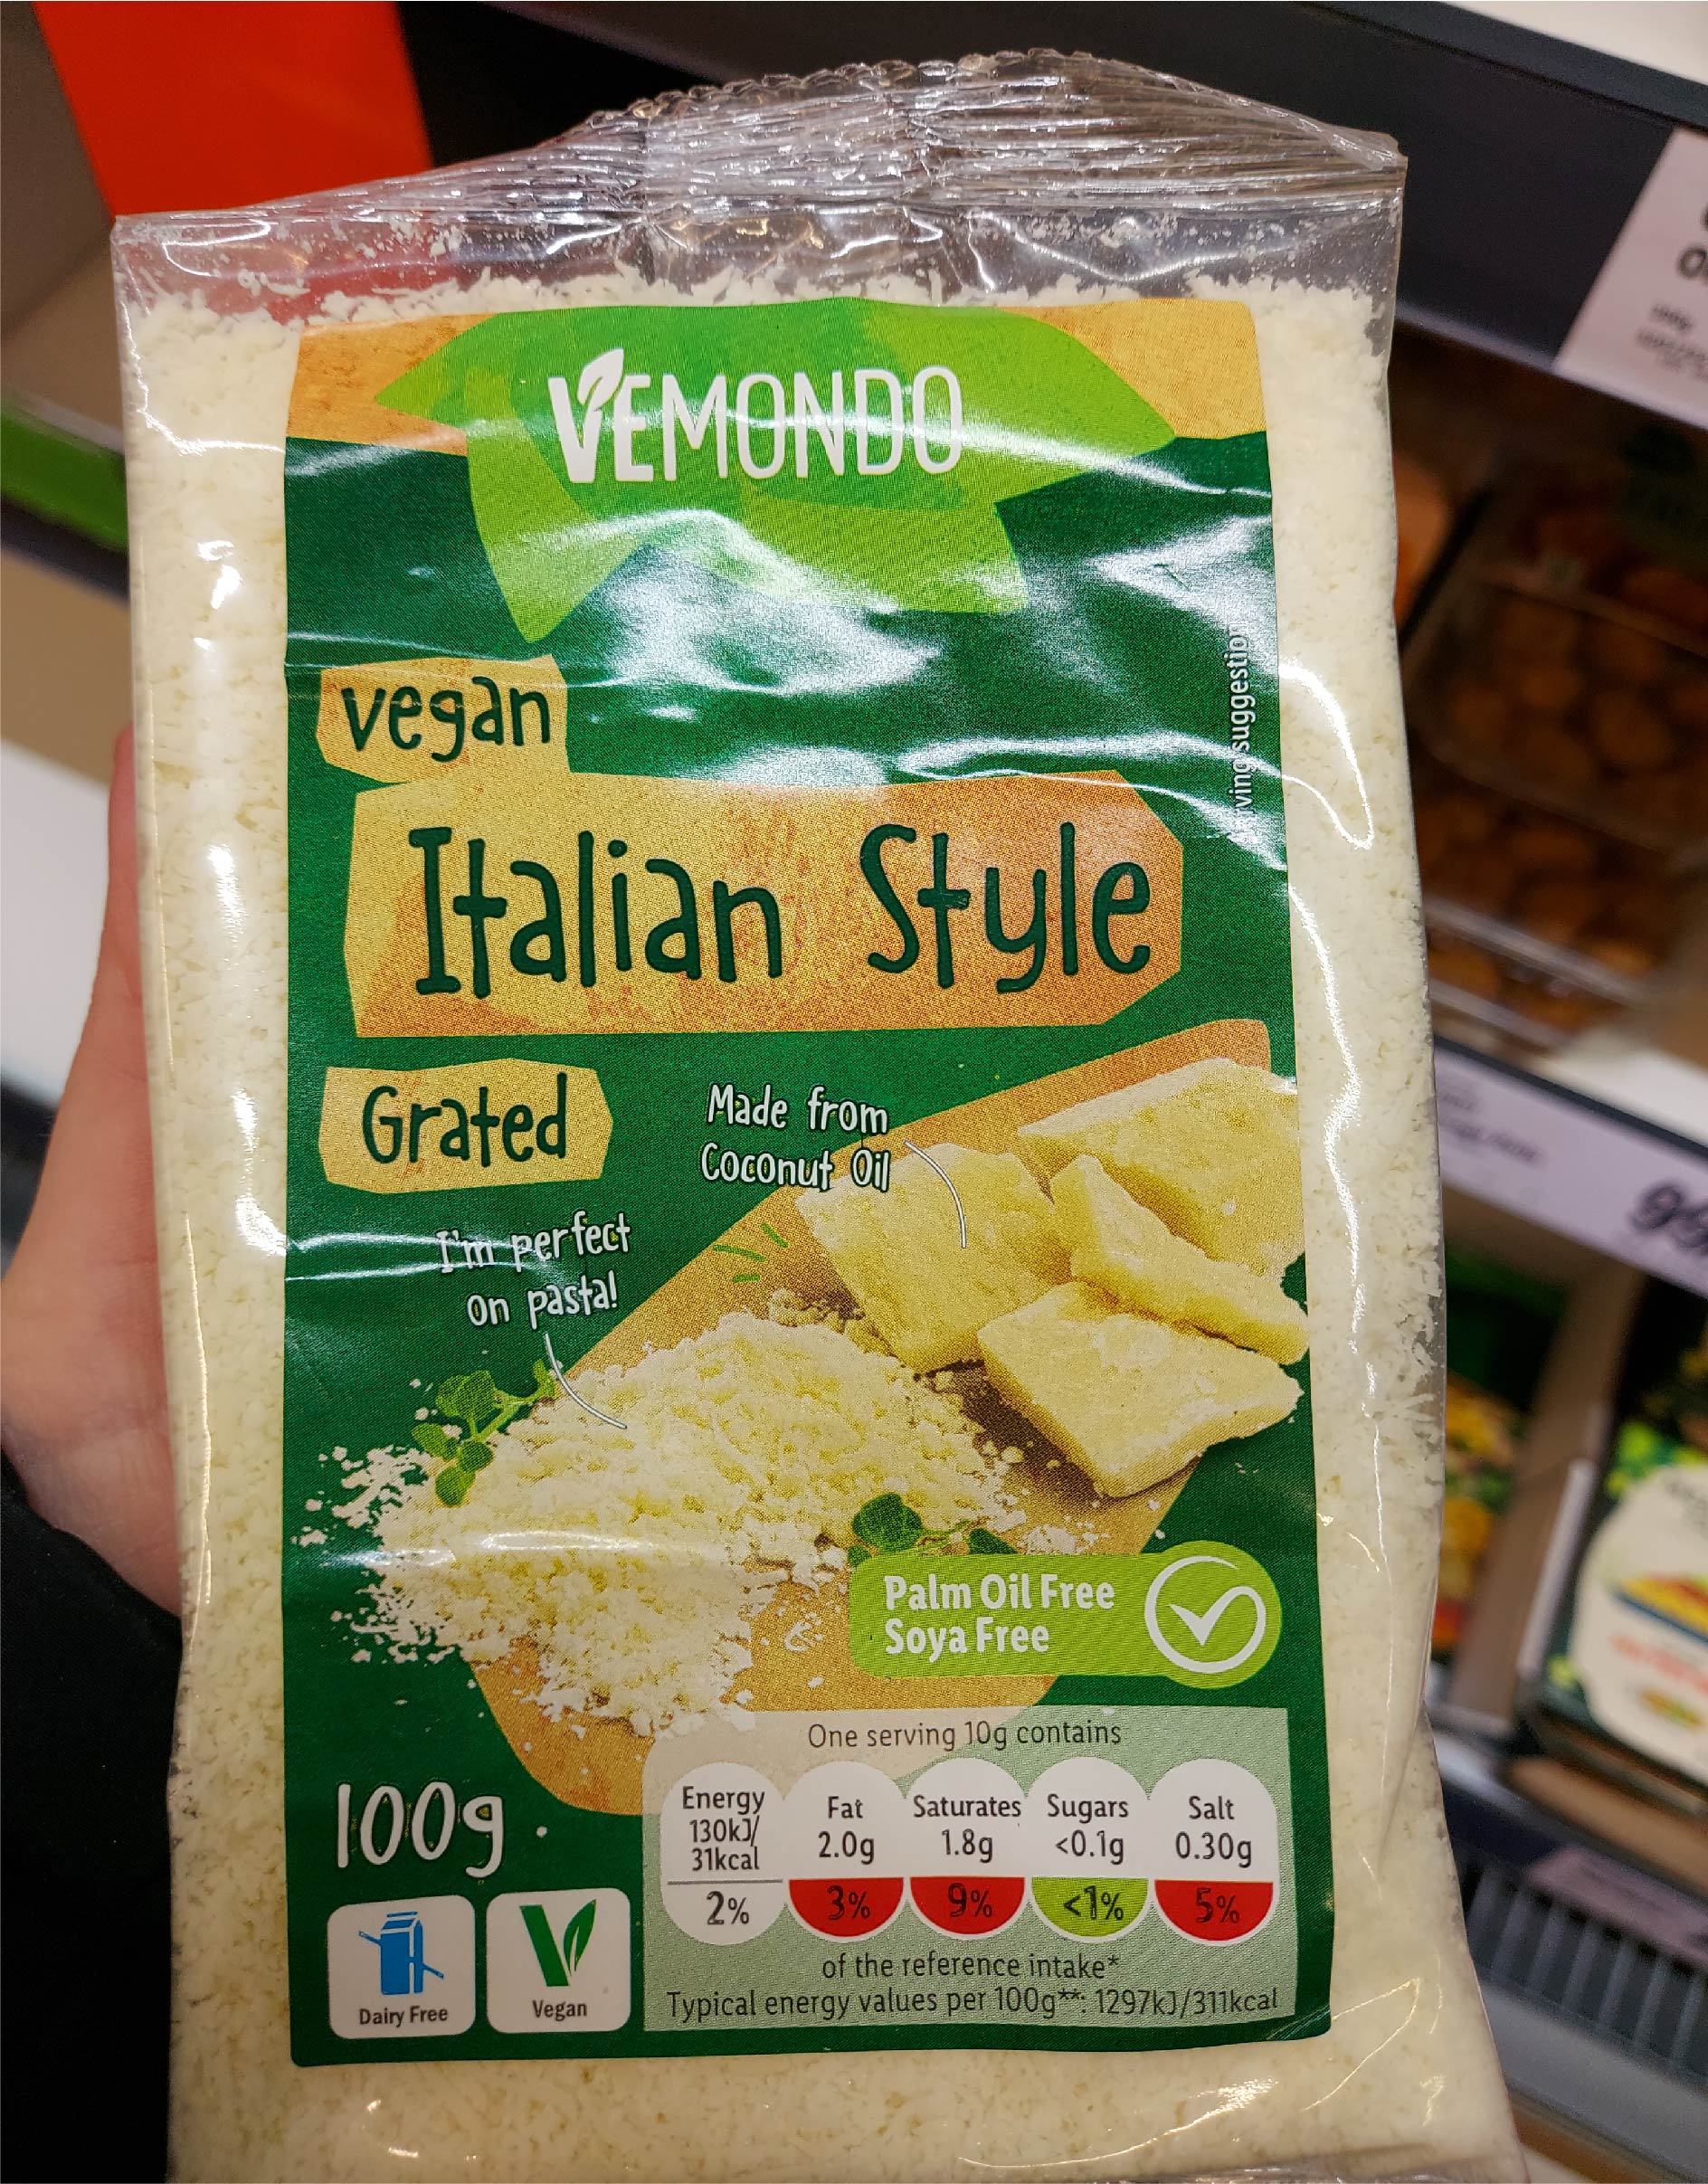 VEMONDO
vegan
Italian Style
Grated
Made from
Coconut Oil
I'm perfect
on pasta!
suggestion
Palm Oil Free
Soya Free
One serving 10g contains
Energy 130kJ/ 31kcal 2%
Fat 2.0g 3%
Saturates 1.8g 9%
Sugars <0.1g <1%
Salt 0.30g 5%
of the reference intake*
Typical energy values per 100g**: 1297kJ/311kcal
100g
Dairy Free
Vegan